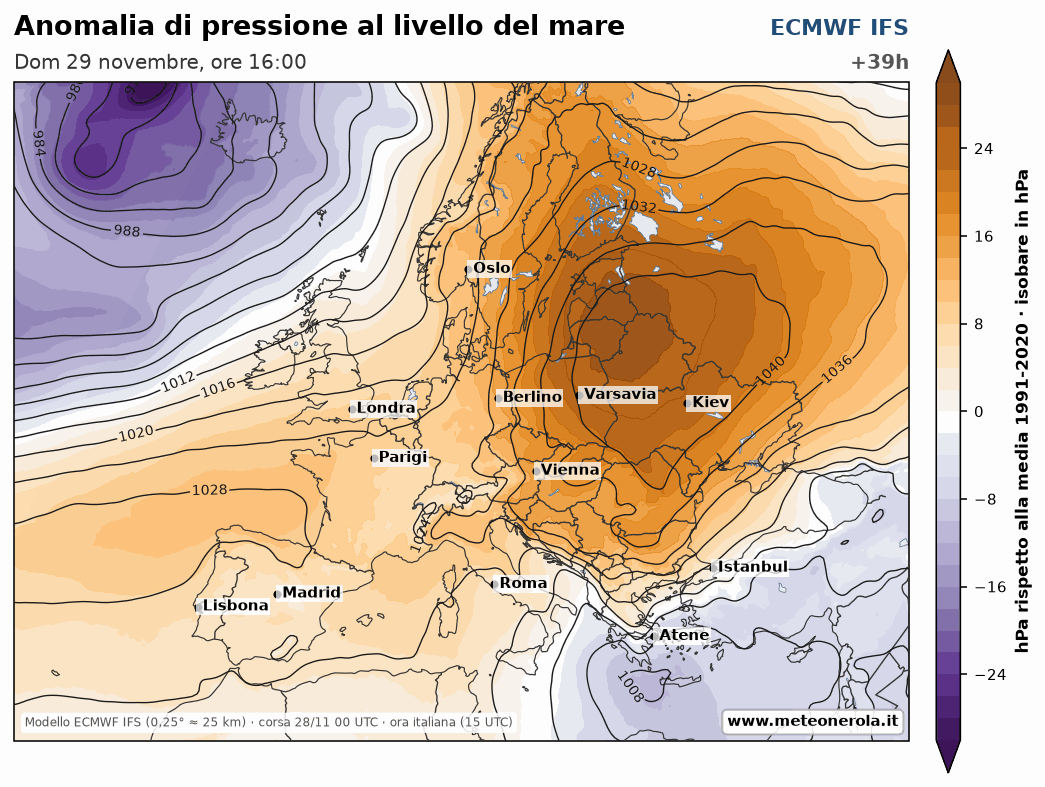 Anomalia di pressione al livello del mare
ECMWF IFS
Dom 29 novembre, ore 16:00
+39h
984
988
1028
1032
Oslo
1012
1016
1040
1036
Berlino
Varsavia
Kiev
Londra
1020
Parigi
Vienna
1028
Istanbul
Roma
Madrid
Lisbona
Atene
1008
Modello ECMWF IFS (0,25° ≈ 25 km) · corsa 28/11 00 UTC · ora italiana (15 UTC)
www.meteonerola.it
24
16
8
0
−8
−16
−24
hPa rispetto alla media 1991-2020 · isobare in hPa